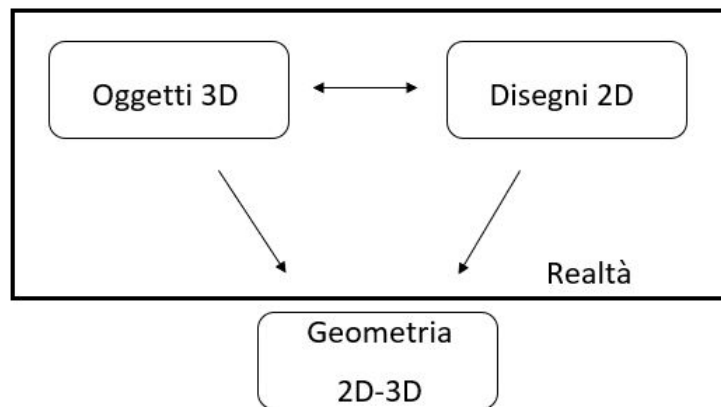 Oggetti 3D
Disegni 2D
Realtà
Geometria
2D-3D